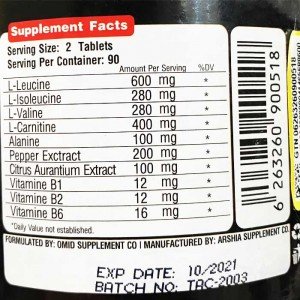 Supplement Facts
Serving Size: 2 Tablets
Serving Per Container: 90
Amount Per Serving %DV
L-Leucine 600 mg *
L-Isoleucine 280 mg *
L-Valine 280 mg *
L-Carnitine 400 mg *
Alanine 100 mg *
Pepper Exctract 200 mg *
Citrus Aurantium Extract 100 mg *
Vitamine B1 12 mg *
Vitamine B2 12 mg *
Vitamine B6 16 mg *
*Daily Value not established.
FORMULATED BY: OMID SUPPLEMENT CO | MANUFACTURED BY: ARSHIA SUPPLEMENT CO.
EXP DATE: 10/2021
BATCH NO: TAC-2003
6 263260 900518
GTIN:06263260900518